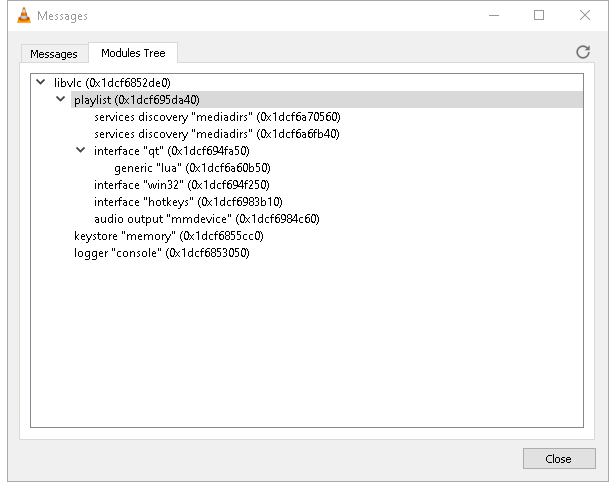 Messages
Messages
Modules Tree
libvlc (0x1dcf6852de0)
playlist (0x1dcf695da40)
services discovery "mediadirs" (0x1dcf6a70560)
services discovery "mediadirs" (0x1dcf6a6fb40)
interface "qt" (0x1dcf694fa50)
generic "lua" (0x1dcf6a60b50)
interface "win32" (0x1dcf694f250)
interface "hotkeys" (0x1dcf6983b10)
audio output "mmdevice" (0x1dcf6984c60)
keystore "memory" (0x1dcf6855cc0)
logger "console" (0x1dcf6853050)
Close